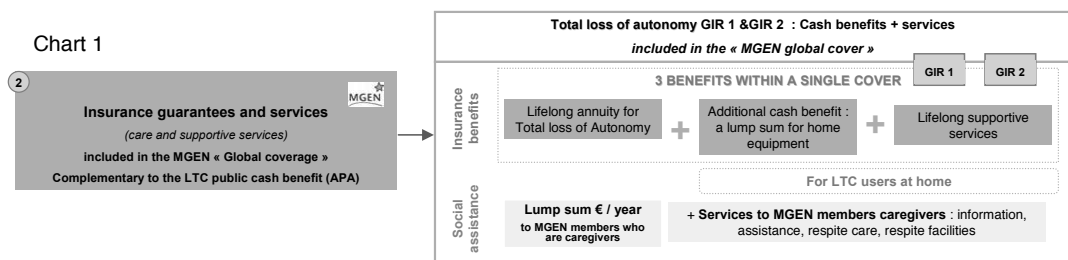 Chart 1
2
MGEN
Insurance guarantees and services
(care and supportive services)
included in the MGEN « Global coverage »
Complementary to the LTC public cash benefit (APA)
Total loss of autonomy GIR 1 &GIR 2 : Cash benefits + services
included in the « MGEN global cover »
GIR 1
GIR 2
3 BENEFITS WITHIN A SINGLE COVER
Insurance
benefits
Lifelong annuity for
Total loss of Autonomy
+
Additional cash benefit :
a lump sum for home
equipment
+
Lifelong supportive
services
For LTC users at home
Social
assistance
Lump sum € / year
to MGEN members who
are caregivers
+ Services to MGEN members caregivers : information,
assistance, respite care, respite facilities